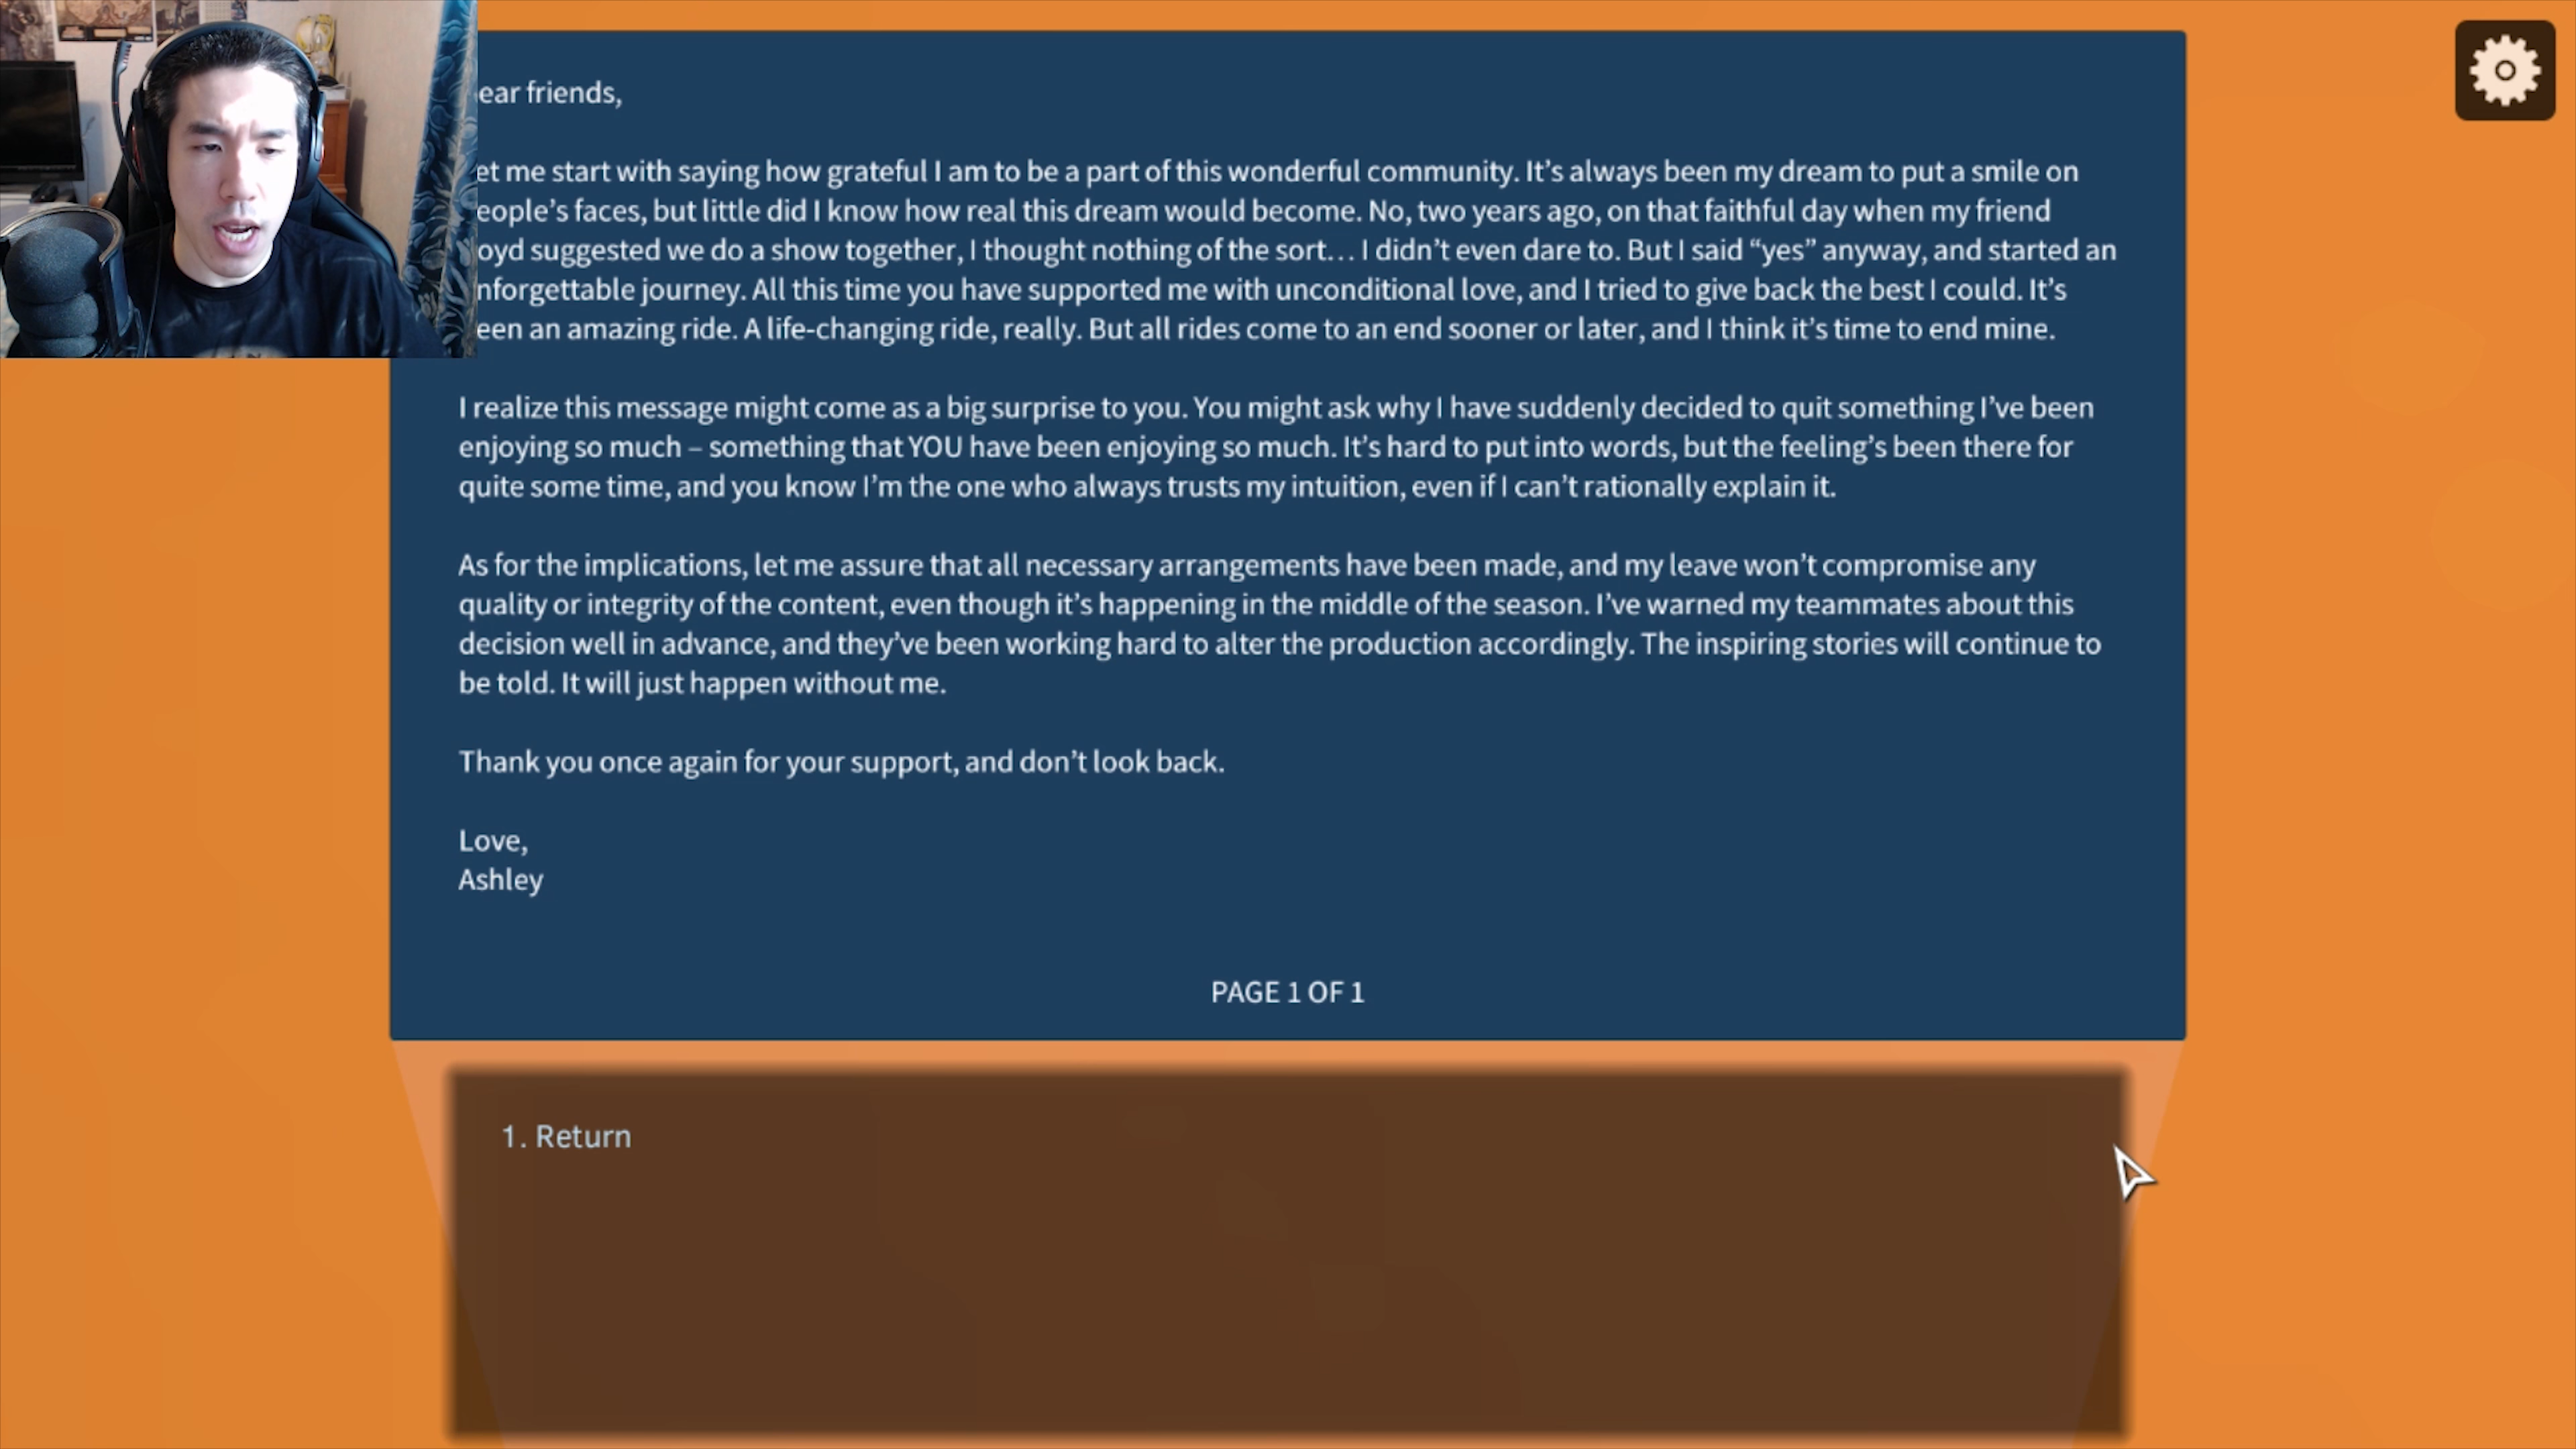 ear friends,
et me start with saying how grateful I am to be a part of this wonderful community. It's always been my dream to put a smile on
eople's faces, but little did I know how real this dream would become. No, two years ago, on that faithful day when my friend
oyd suggested we do a show together, I thought nothing of the sort... I didn't even dare to. But I said “yes” anyway, and started an
nforgettable journey. All this time you have supported me with unconditional love, and I tried to give back the best I could. It's
een an amazing ride. A life-changing ride, really. But all rides come to an end sooner or later, and I think it's time to end mine.
I realize this message might come as a big surprise to you. You might ask why I have suddenly decided to quit something I've been
enjoying so much – something that YOU have been enjoying so much. It's hard to put into words, but the feeling's been there for
quite some time, and you know I'm the one who always trusts my intuition, even if I can't rationally explain it.
As for the implications, let me assure that all necessary arrangements have been made, and my leave won't compromise any
quality or integrity of the content, even though it's happening in the middle of the season. I've warned my teammates about this
decision well in advance, and they've been working hard to alter the production accordingly. The inspiring stories will continue to
be told. It will just happen without me.
Thank you once again for your support, and don't look back.
Love,
Ashley
PAGE 1 OF 1
1. Return